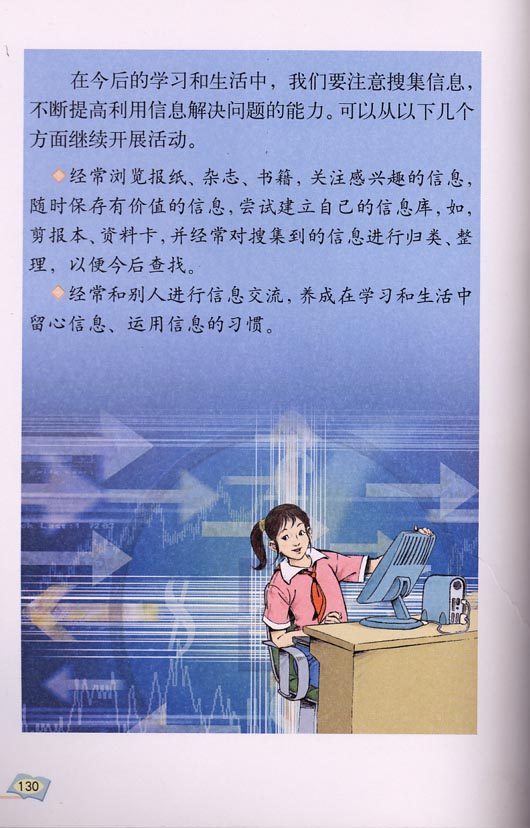 在今后的学习和生活中，我们要注意搜集信息，
不断提高利用信息解决问题的能力。可以从以下几个
方面继续开展活动。
◇经常浏览报纸、杂志、书籍，关注感兴趣的信息，
随时保存有价值的信息，尝试建立自己的信息库，如，
剪报本、资料卡，并经常对搜集到的信息进行归类、整
理，以便今后查找。
◇经常和别人进行信息交流，养成在学习和生活中
留心信息、运用信息的习惯。
130